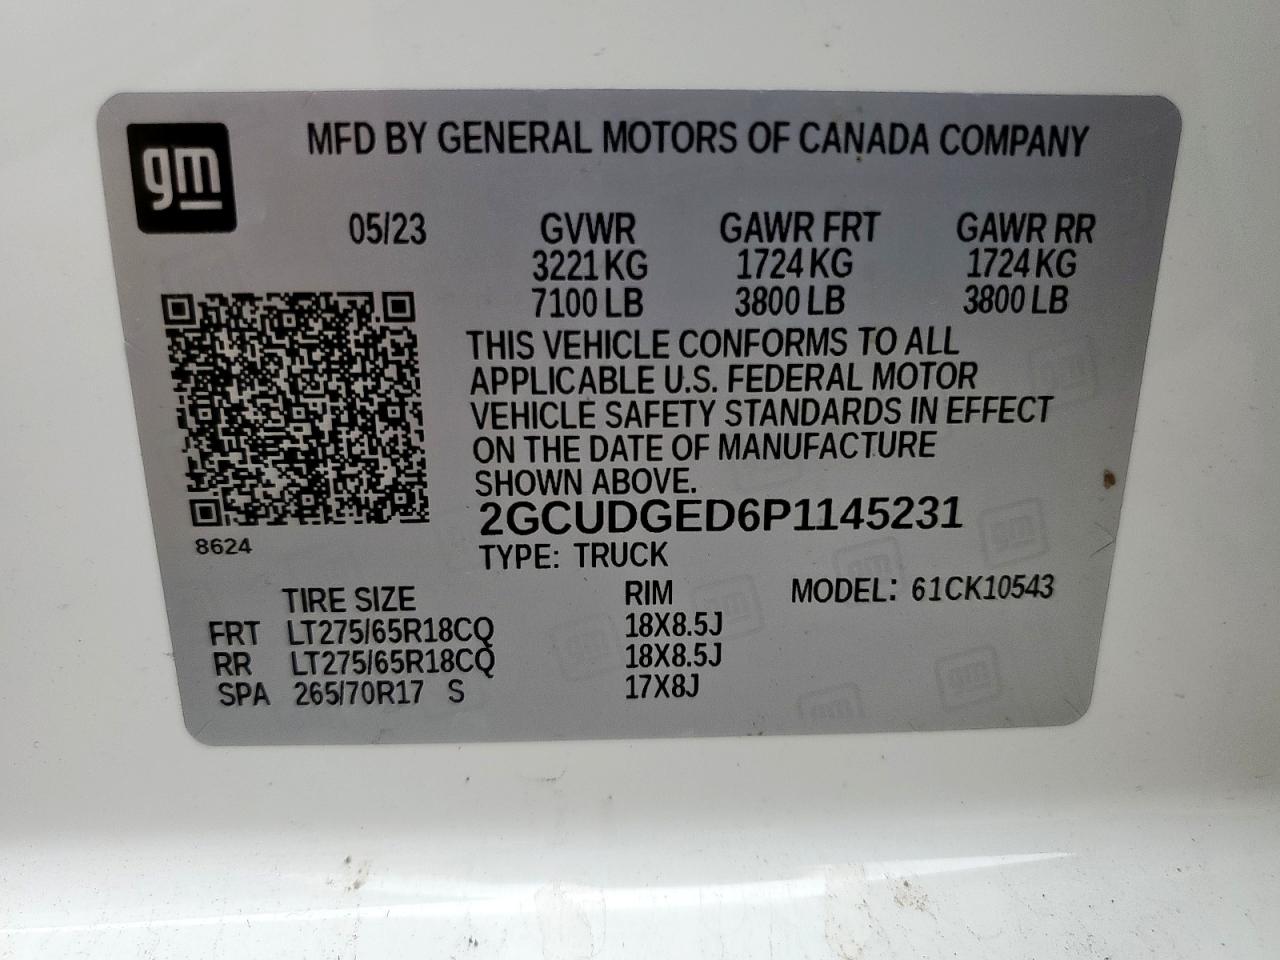 gm
MFD BY GENERAL MOTORS OF CANADA COMPANY
05/23 GVWR GAWR FRT GAWR RR
3221 KG 1724 KG 1724 KG
7100 LB 3800 LB 3800 LB
THIS VEHICLE CONFORMS TO ALL
APPLICABLE U.S. FEDERAL MOTOR
VEHICLE SAFETY STANDARDS IN EFFECT
ON THE DATE OF MANUFACTURE
SHOWN ABOVE.
2GCUDGED6P1145231
8624
TYPE: TRUCK
TIRE SIZE RIM MODEL: 61CK10543
FRT LT275/65R18CQ 18X8.5J
RR LT275/65R18CQ 18X8.5J
SPA 265/70R17 S 17X8J